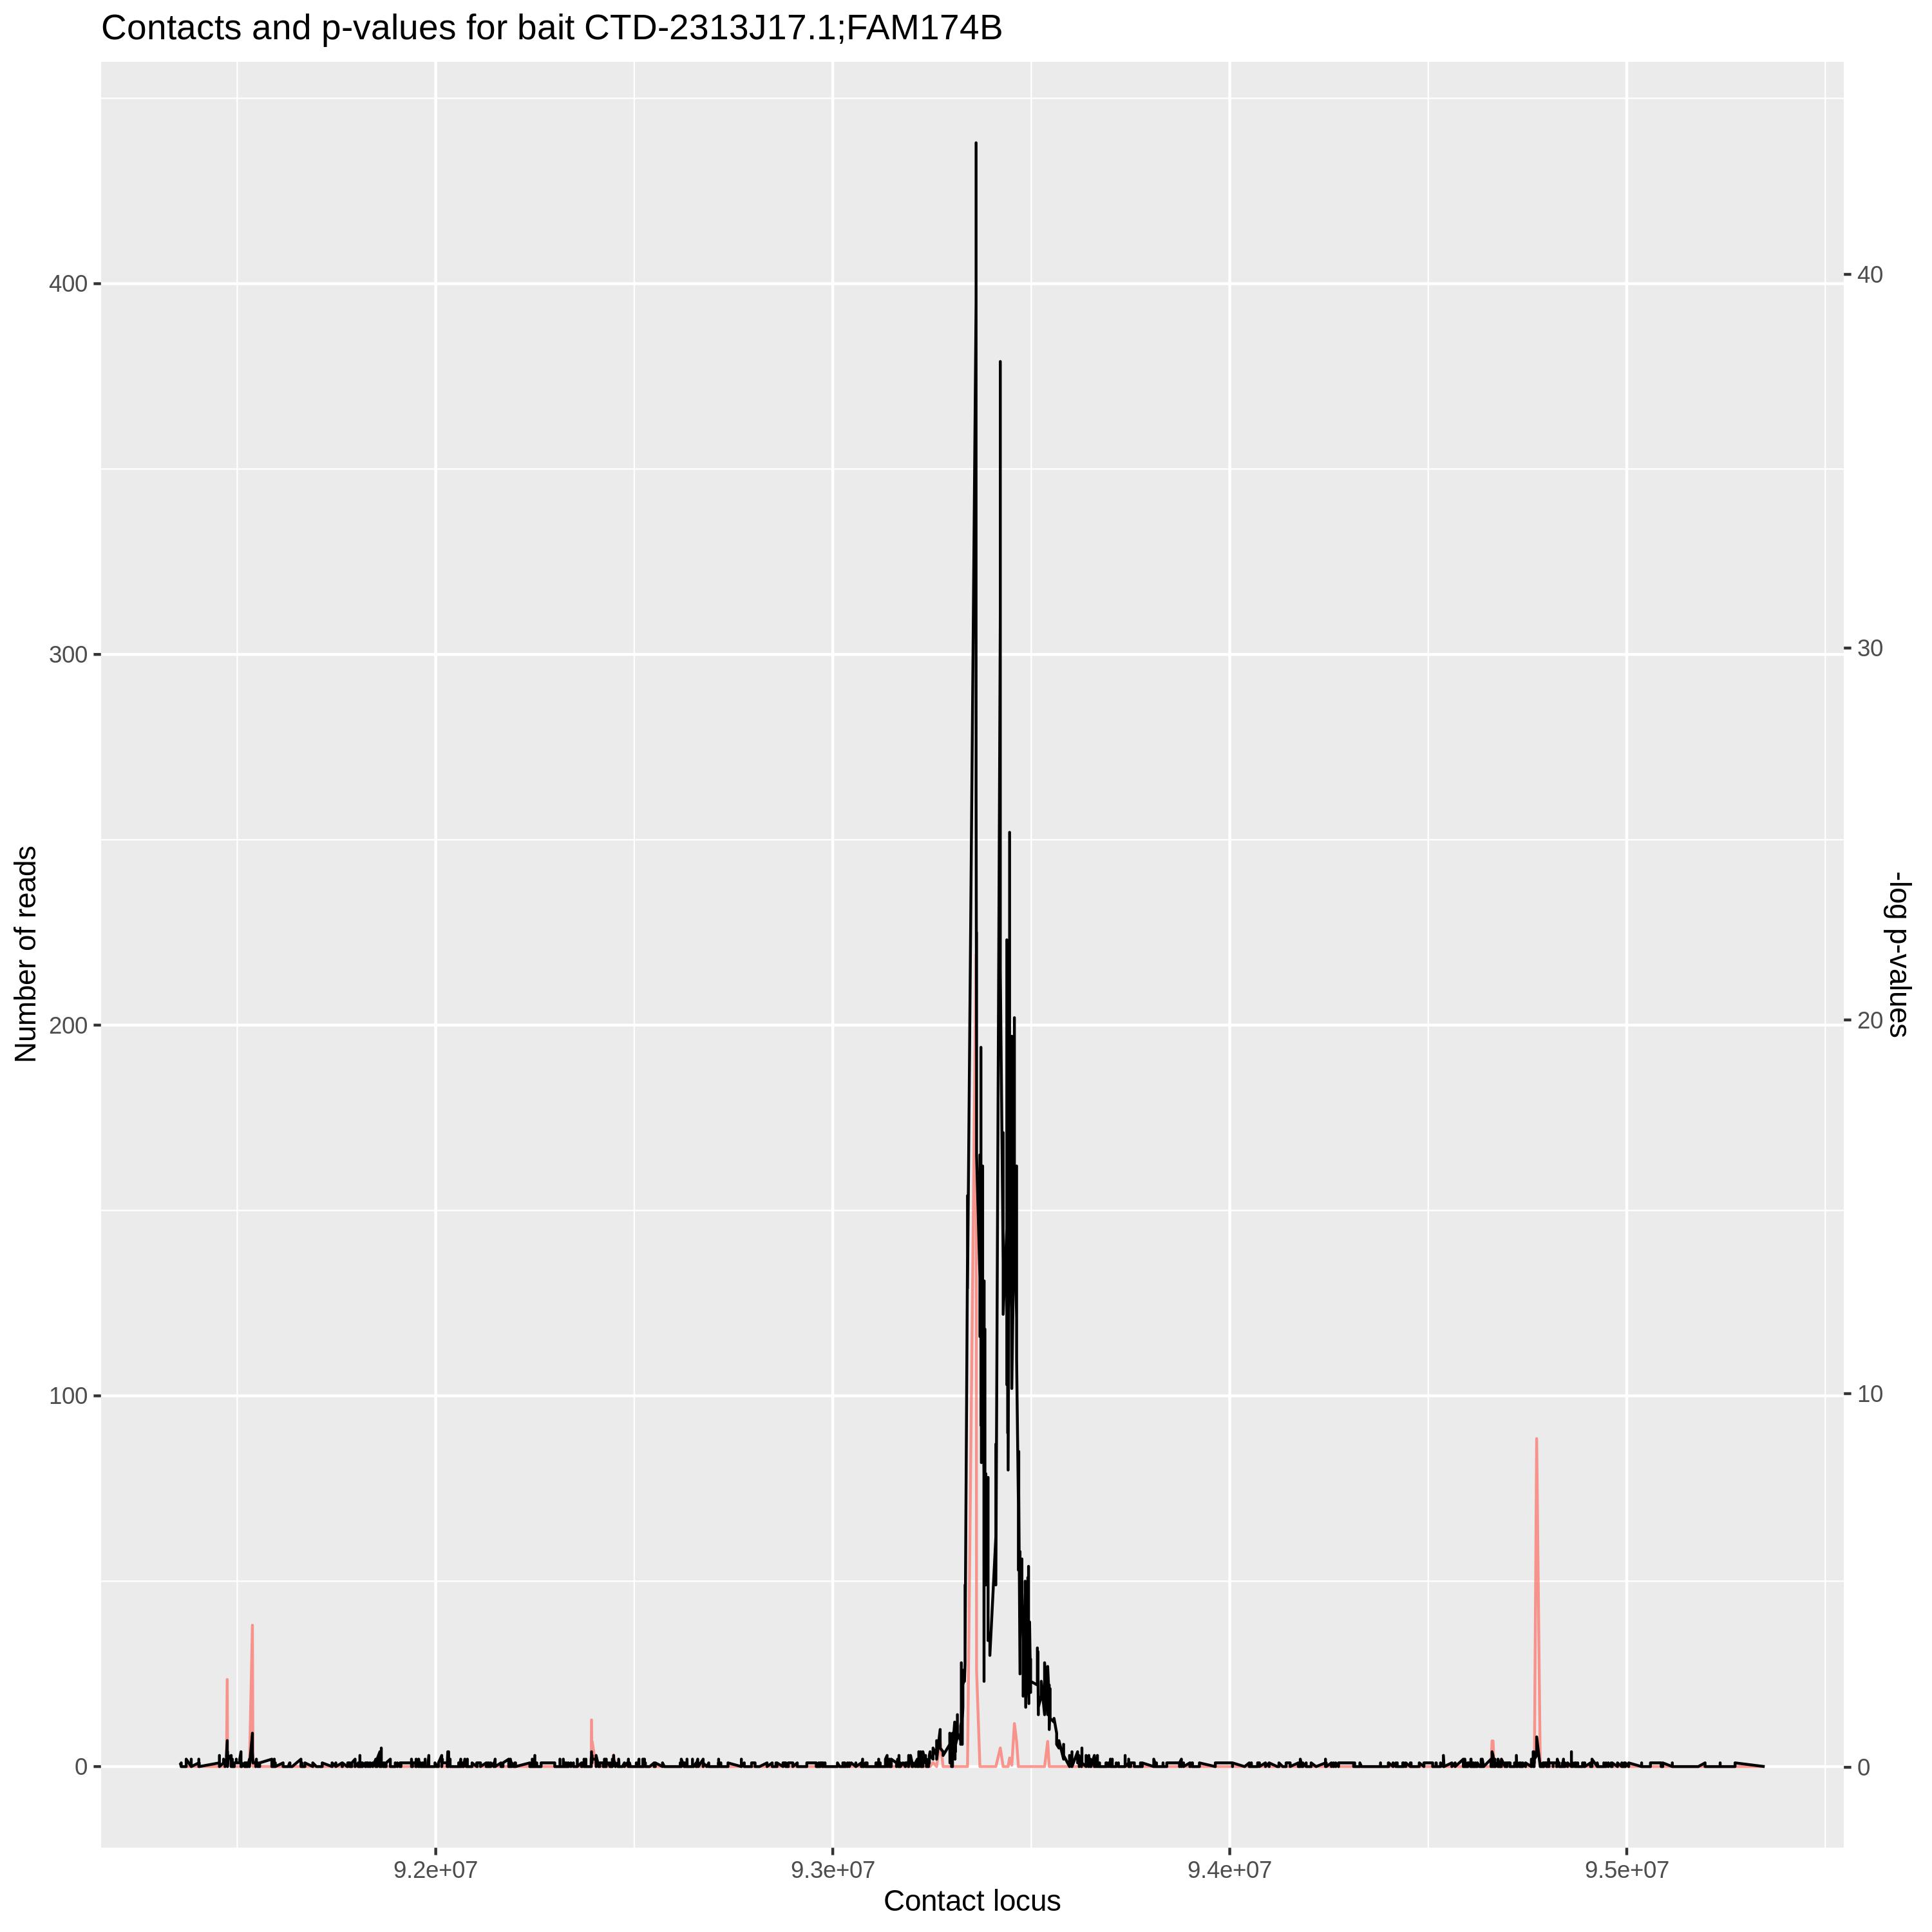 Contacts and p-values for bait CTD-2313J17.1;FAM174B
400
300
200
100
0
40
30
20
10
0
Number of reads
-log p-values
9.2e+07
9.3e+07
9.4e+07
9.5e+07
Contact locus